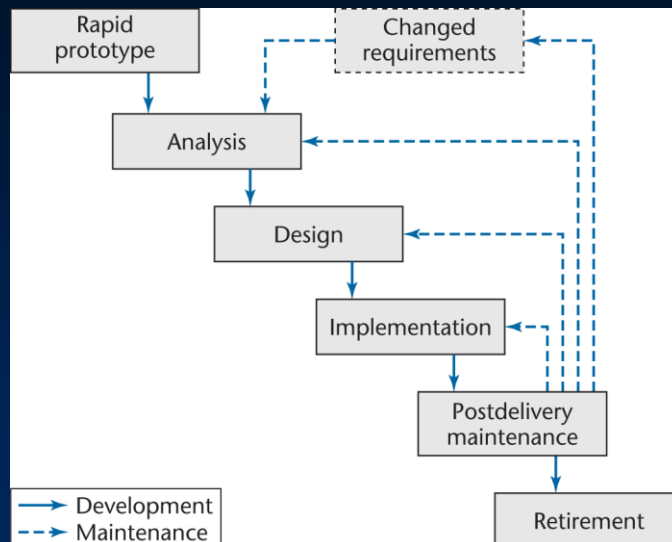 Rapid
prototype
Changed
requirements
Analysis
Design
Implementation
Postdelivery
maintenance
Development
Maintenance
Retirement